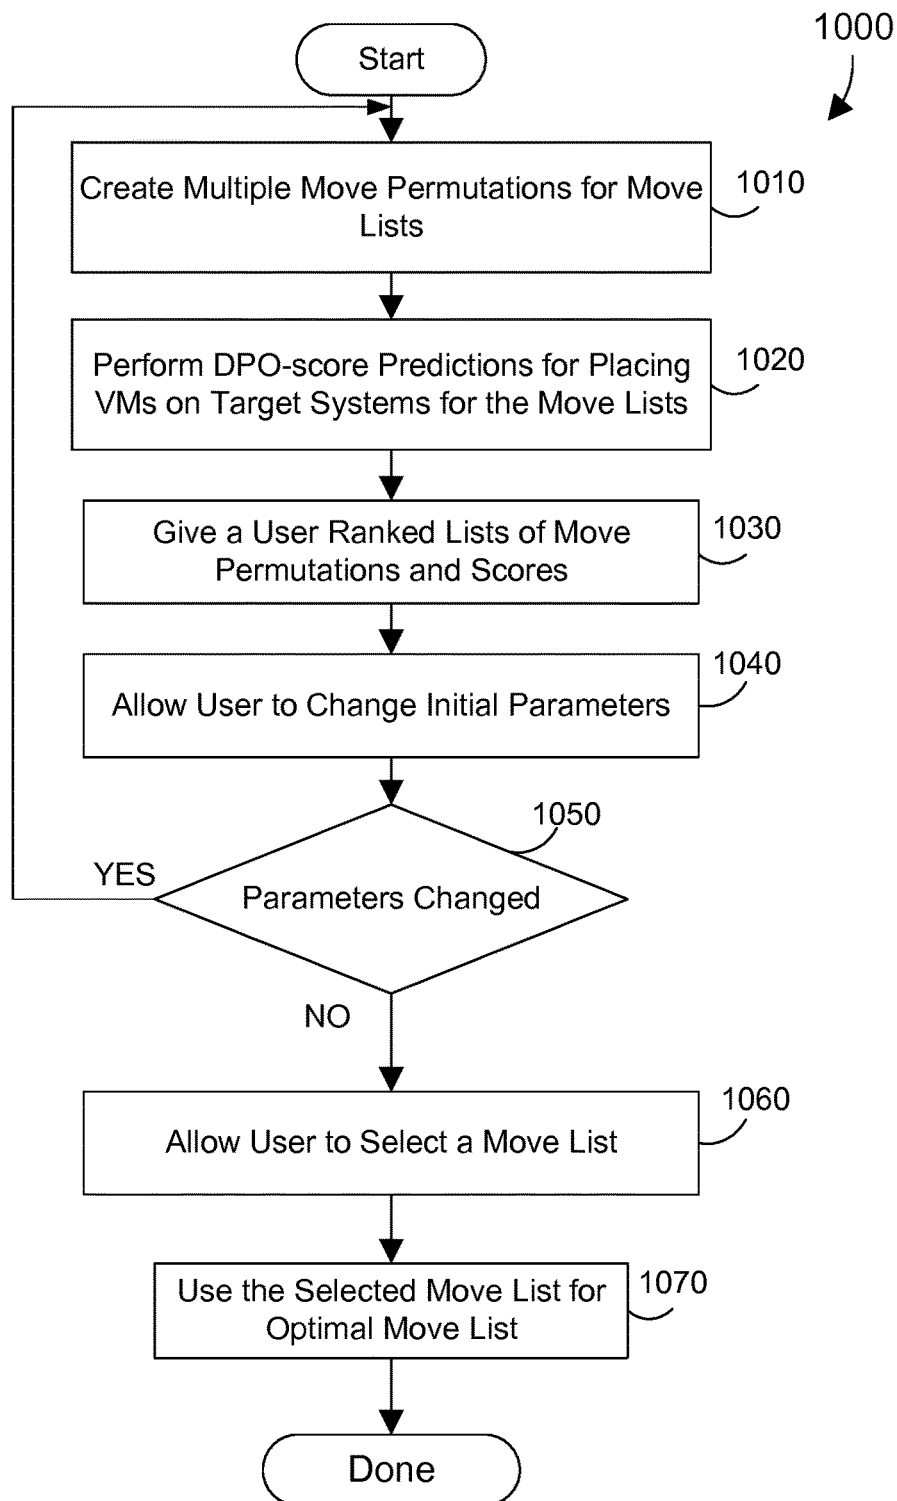 1000
Start
Create Multiple Move Permutations for Move
Lists
1010
Perform DPO-score Predictions for Placing
VMs on Target Systems for the Move Lists
1020
Give a User Ranked Lists of Move
Permutations and Scores
1030
Allow User to Change Initial Parameters
1040
Parameters Changed
1050
YES
NO
Allow User to Select a Move List
1060
Use the Selected Move List for
Optimal Move List
1070
Done